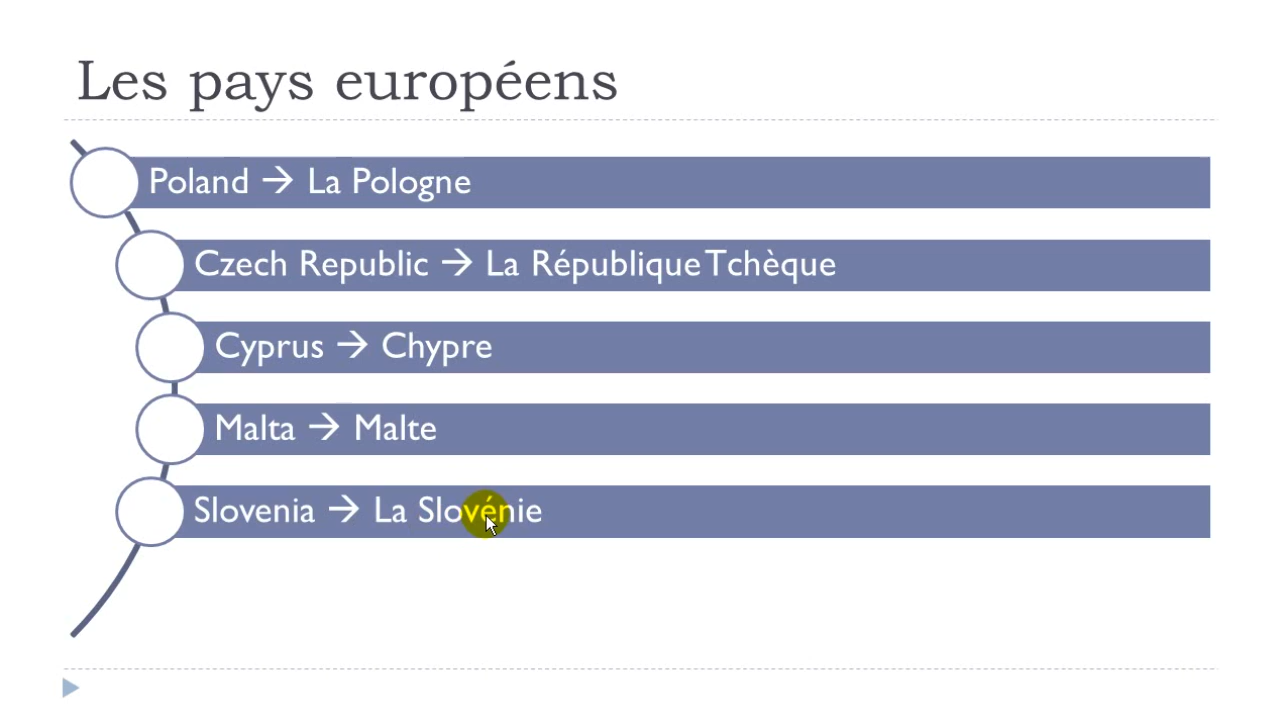 Les pays européens
Poland → La Pologne
Czech Republic → La République Tchèque
Cyprus → Chypre
Malta → Malte
Slovenia → La Slovénie